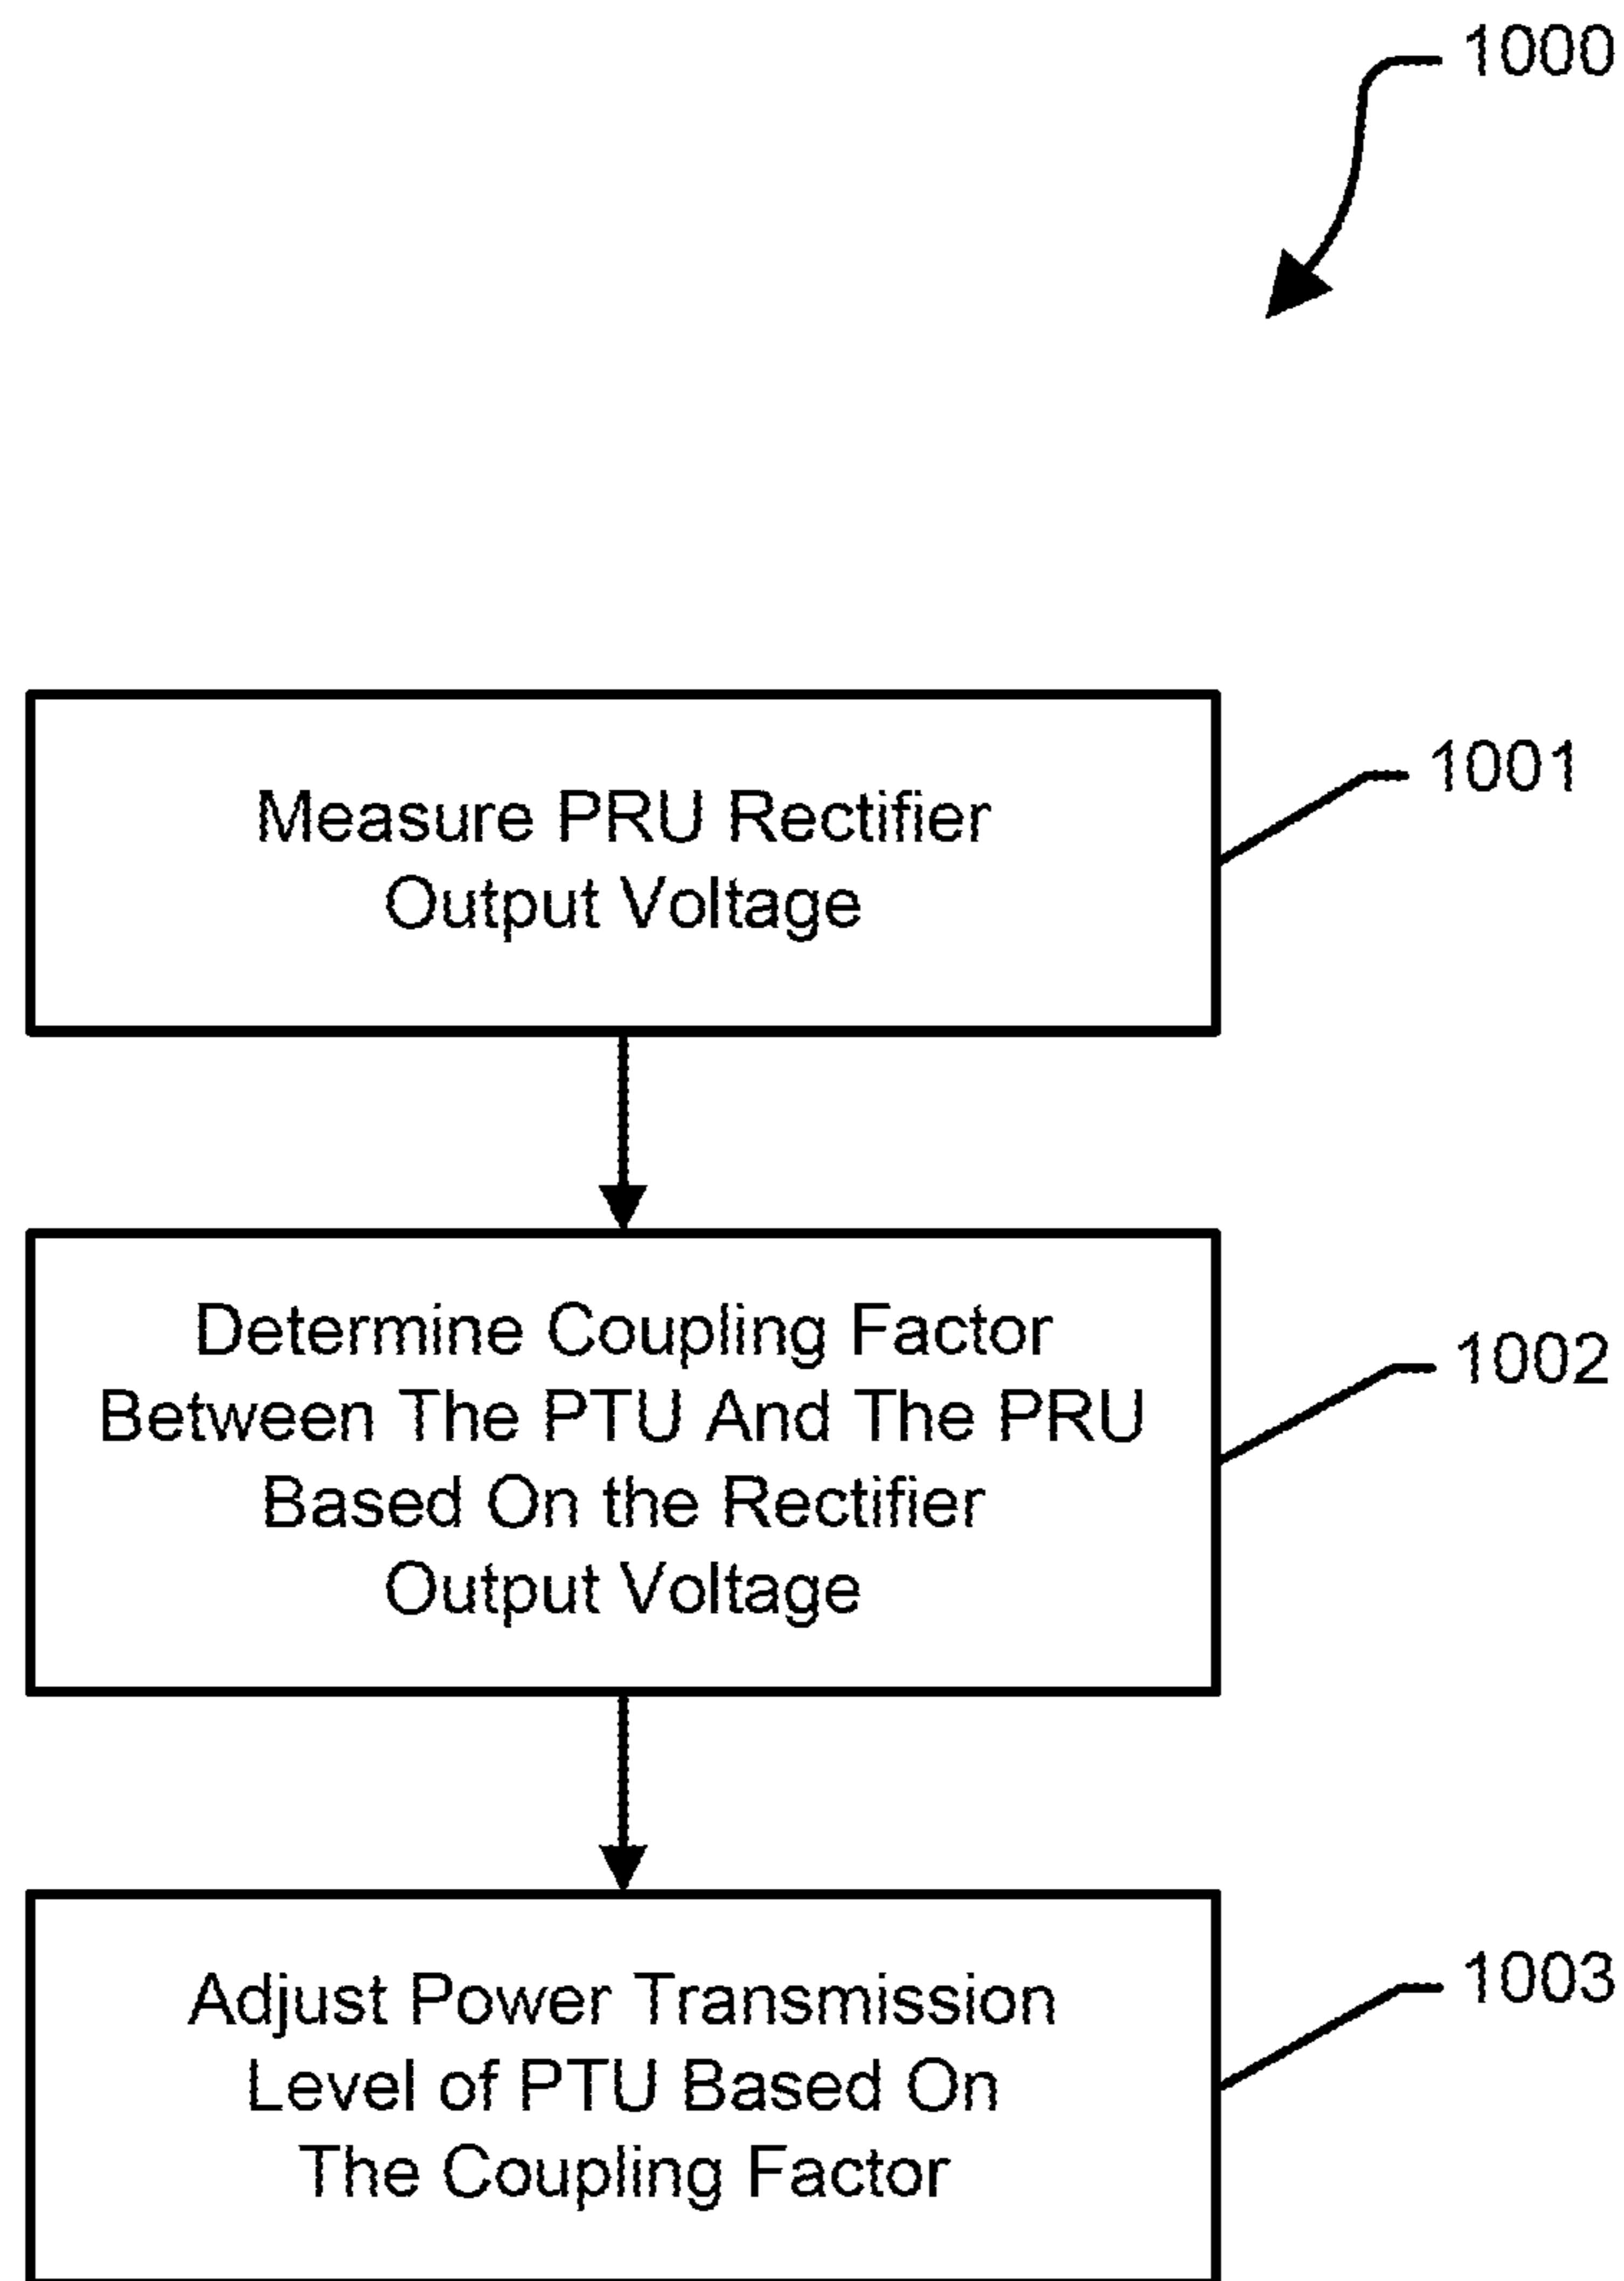 1000
Measure PRU Rectifier
Output Voltage
1001
Determine Coupling Factor
Between The PTU And The PRU
Based On the Rectifier
Output Voltage
1002
Adjust Power Transmission
Level of PTU Based On
The Coupling Factor
1003